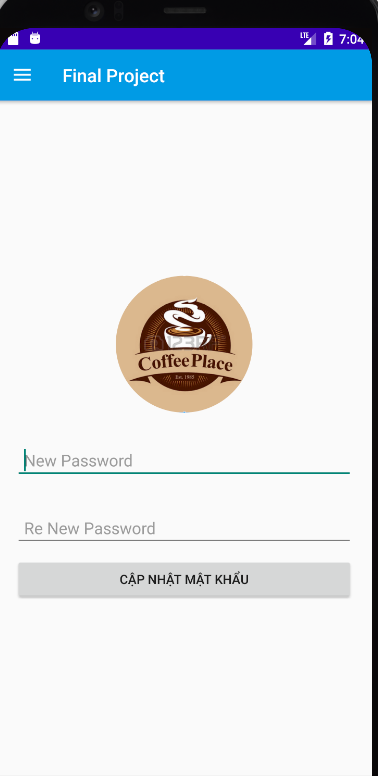 LTE 7:04
Final Project
Coffee Place
Est. 1985
New Password
Re New Password
CẬP NHẬT MẬT KHẨU